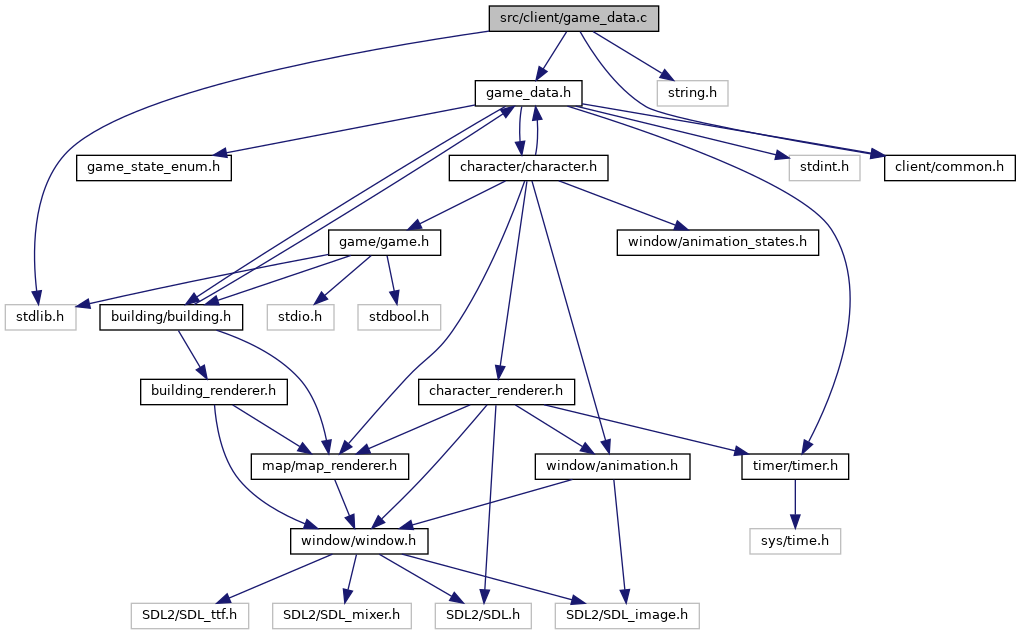 src/client/game_data.c
game_data.h
string.h
game_state_enum.h
character/character.h
stdint.h
client/common.h
game/game.h
window/animation_states.h
stdlib.h
building/building.h
stdio.h
stdbool.h
building_renderer.h
character_renderer.h
map/map_renderer.h
window/animation.h
timer/timer.h
window/window.h
sys/time.h
SDL2/SDL_ttf.h
SDL2/SDL_mixer.h
SDL2/SDL.h
SDL2/SDL_image.h